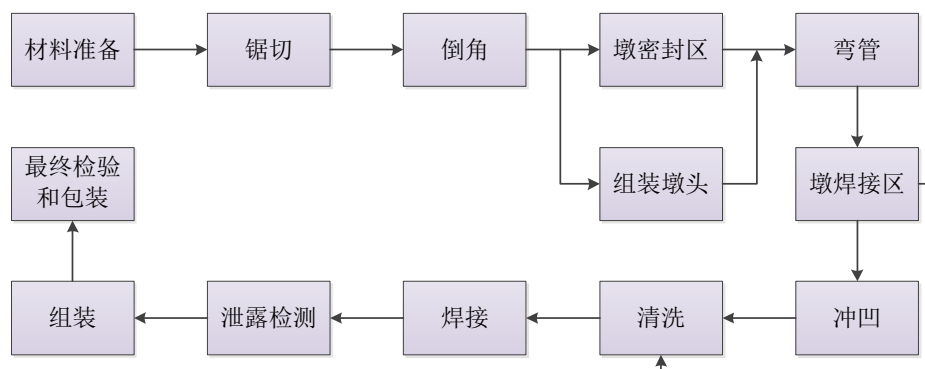 材料准备
锯切
倒角
墩密封区
弯管
最终检验
和包装
组装墩头
墩焊接区
组装
泄露检测
焊接
清洗
冲凹